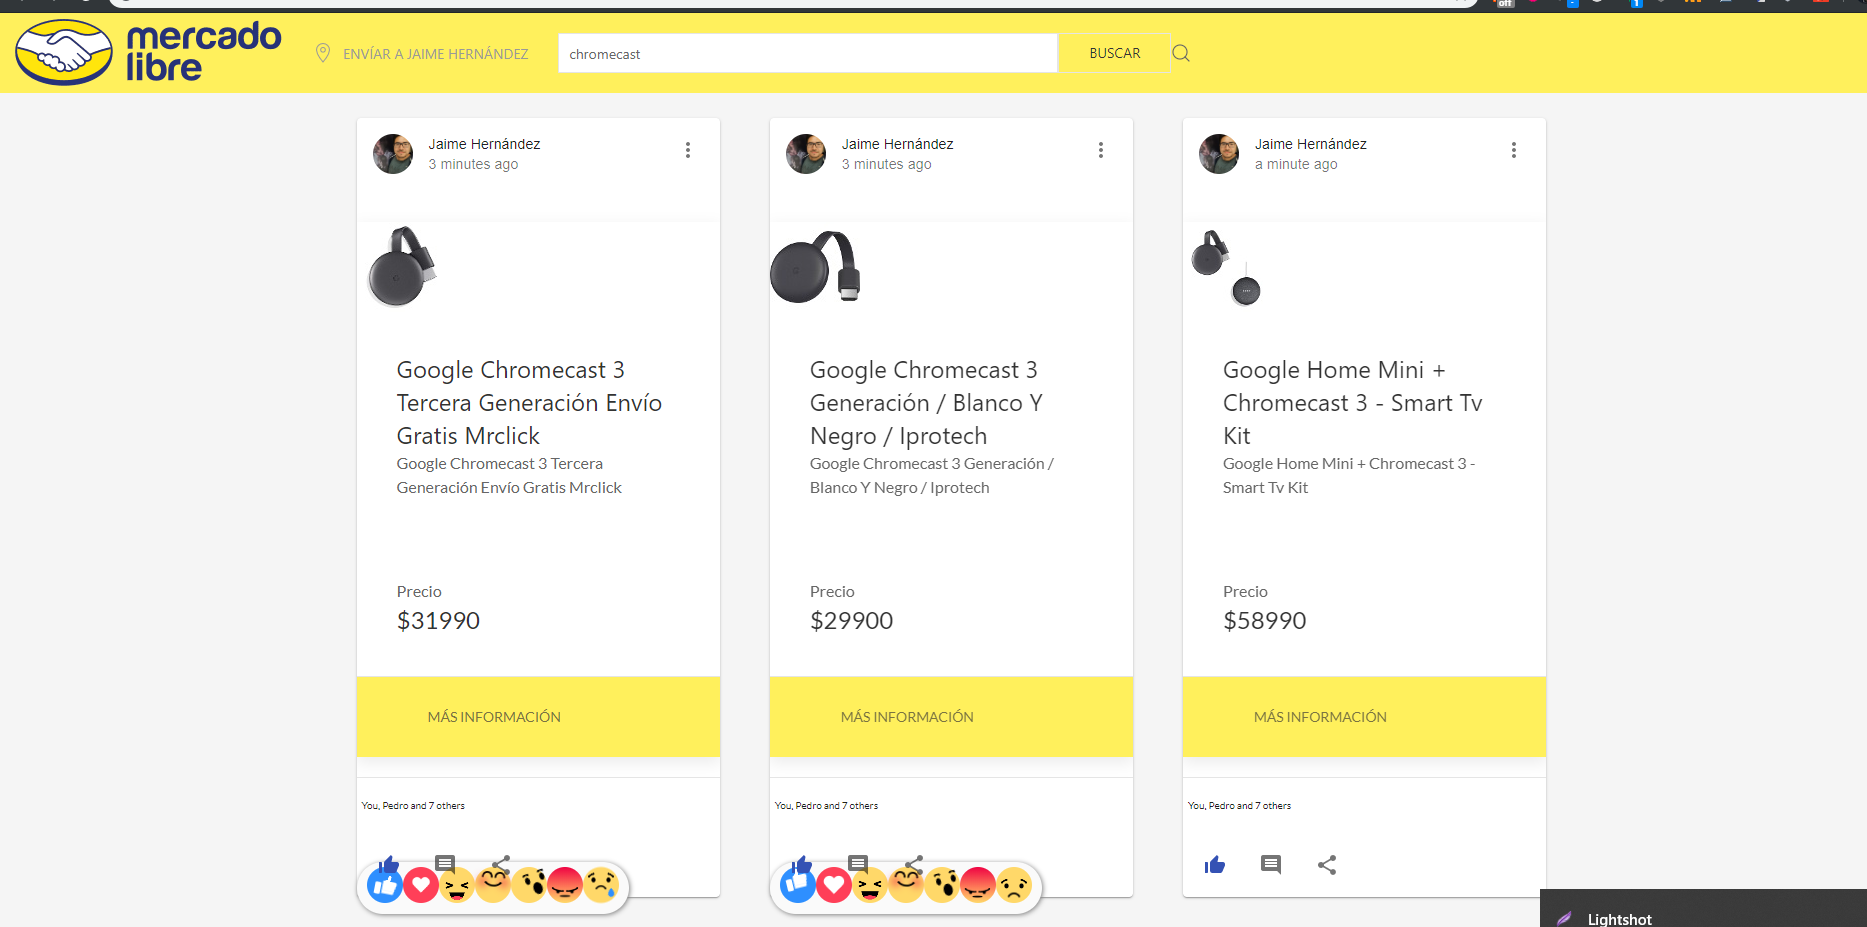 off
1
mercado
libre
ENVÍAR A JAIME HERNÁNDEZ
chromecast
BUSCAR
Jaime Hernández
3 minutes ago
Google Chromecast 3
Tercera Generación Envío
Gratis Mrclick
Google Chromecast 3 Tercera
Generación Envío Gratis Mrclick
Precio
$31990
MÁS INFORMACIÓN
You, Pedro and 7 others
Jaime Hernández
3 minutes ago
Google Chromecast 3
Generación / Blanco Y
Negro / Iprotech
Google Chromecast 3 Generación /
Blanco Y Negro / Iprotech
Precio
$29900
MÁS INFORMACIÓN
You, Pedro and 7 others
Jaime Hernández
a minute ago
Google Home Mini +
Chromecast 3 - Smart Tv
Kit
Google Home Mini + Chromecast 3 -
Smart Tv Kit
Precio
$58990
MÁS INFORMACIÓN
You, Pedro and 7 others
Lightshot